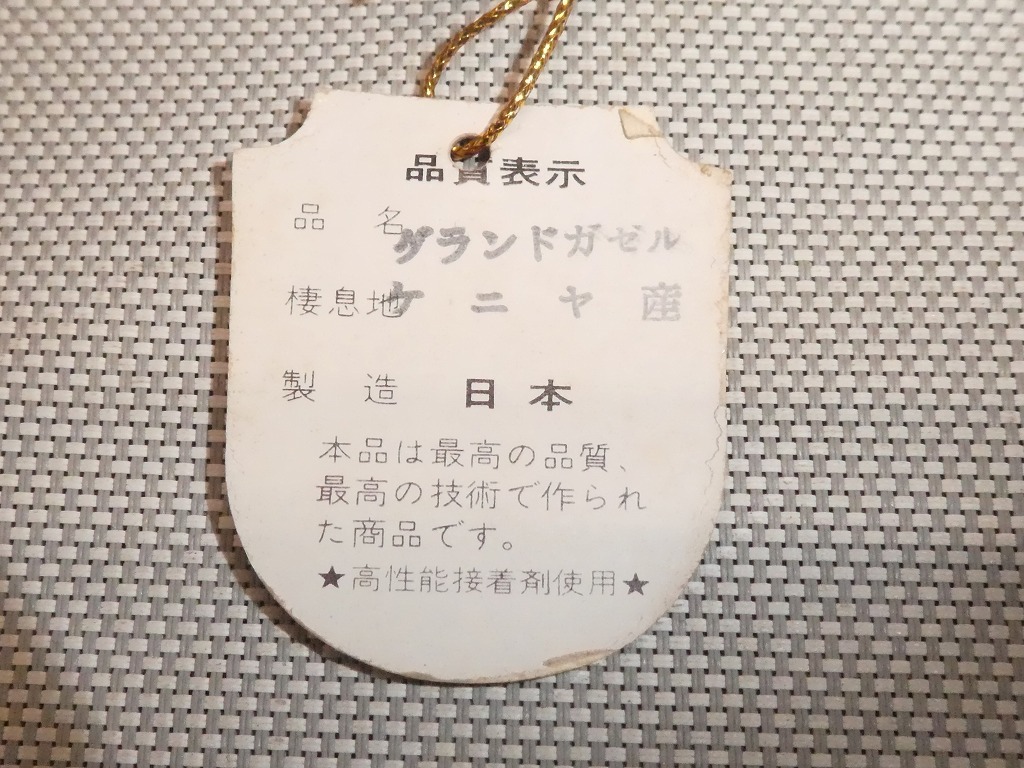 品質表示
品名 グランドガゼル
棲息地 ケニヤ産
製造 日本
本品は最高の品質、
最高の技術で作られ
た商品です。
★高性能接着剤使用★